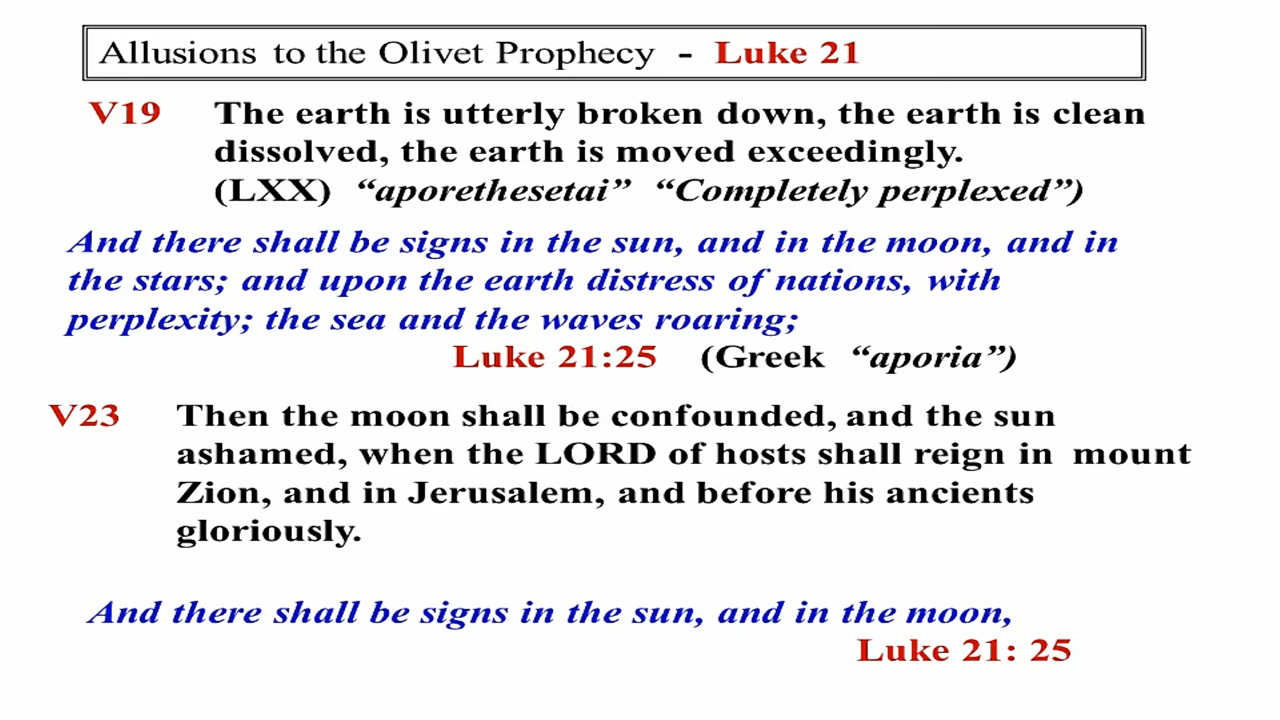 Allusions to the Olivet Prophecy - Luke 21
V19 The earth is utterly broken down, the earth is clean
dissolved, the earth is moved exceedingly.
(LXX) “aporethesetai” “Completely perplexed”)
And there shall be signs in the sun, and in the moon, and in
the stars; and upon the earth distress of nations, with
perplexity; the sea and the waves roaring;
Luke 21:25 (Greek “aporia”)
V23 Then the moon shall be confounded, and the sun
ashamed, when the LORD of hosts shall reign in mount
Zion, and in Jerusalem, and before his ancients
gloriously.
And there shall be signs in the sun, and in the moon,
Luke 21: 25